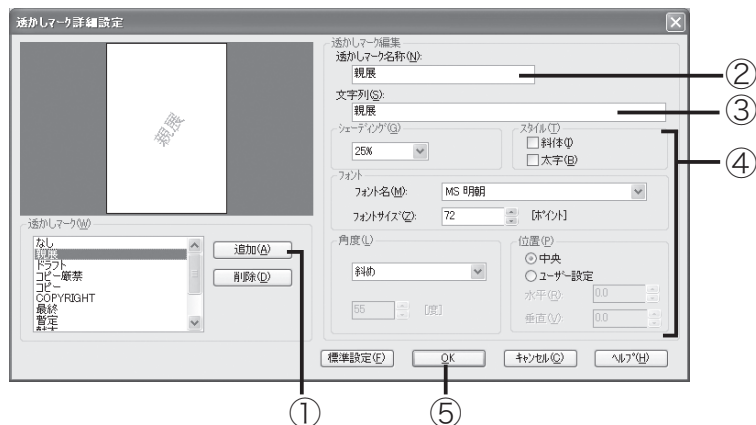 透かしマーク詳細設定
親展
透かしマーク(W)
なし
親展
ドラフト
コピー厳禁
コピー
COPYRIGHT
最終
暫定
追加(A)
削除(D)
透かしマーク編集
透かしマーク名称(N):
親展
文字列(S):
親展
シェーディング(G)
25%
スタイル(T)
斜体(I)
太字(B)
フォント
フォント名(M):
MS 明朝
フォントサイズ(Z):
72
[ポイント]
角度(L)
斜め
55
[度]
位置(P)
中央
ユーザー設定
水平(R):
0.0
垂直(V):
0.0
標準設定(F)
OK
キャンセル(C)
ヘルプ(H)
①
②
③
④
⑤